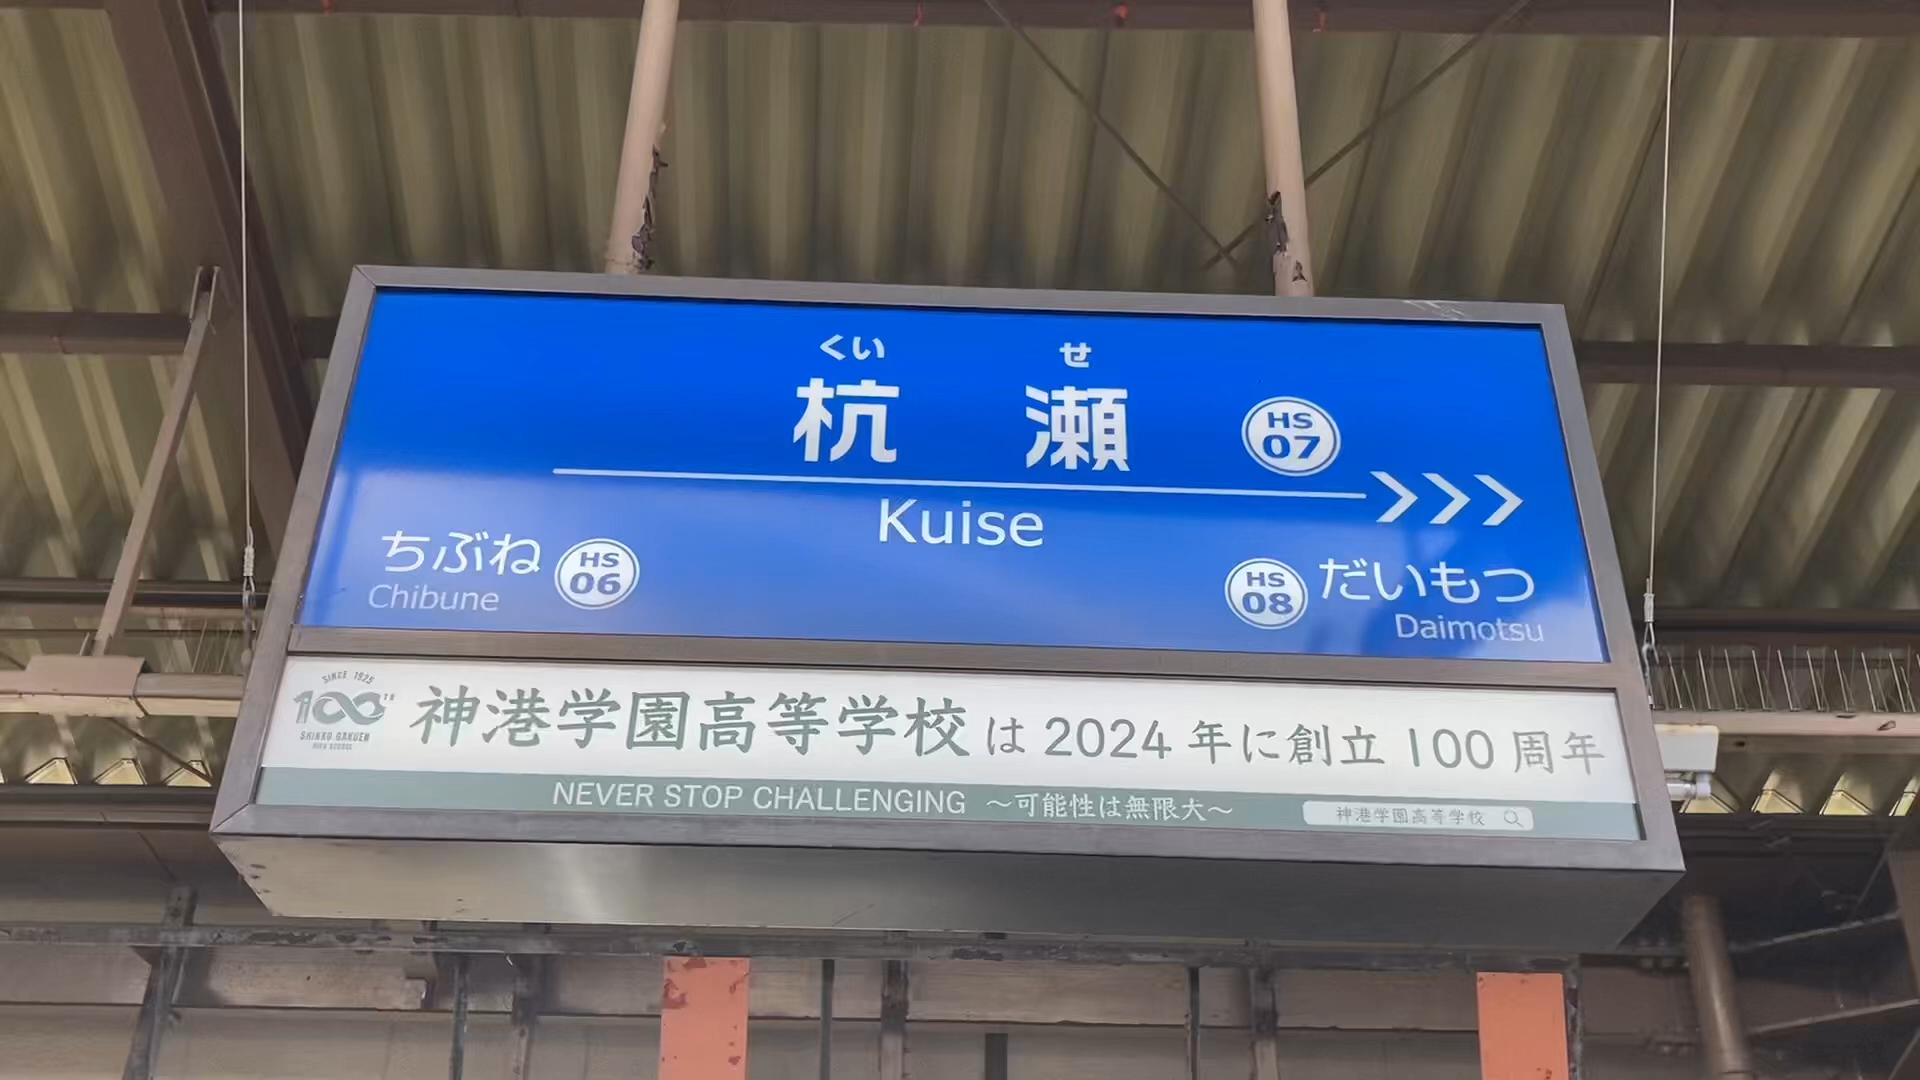 くい せ
杭 瀬
HS
07
Kuise
ちぶね
HS
06
Chibune
HS
08
だいもつ
Daimotsu
SINCE 1925
100TH
SHINKO GAKUEN
HIGH SCHOOL
神港学園高等学校は2024年に創立100周年
NEVER STOP CHALLENGING 〜可能性は無限大〜
神港学園高等学校